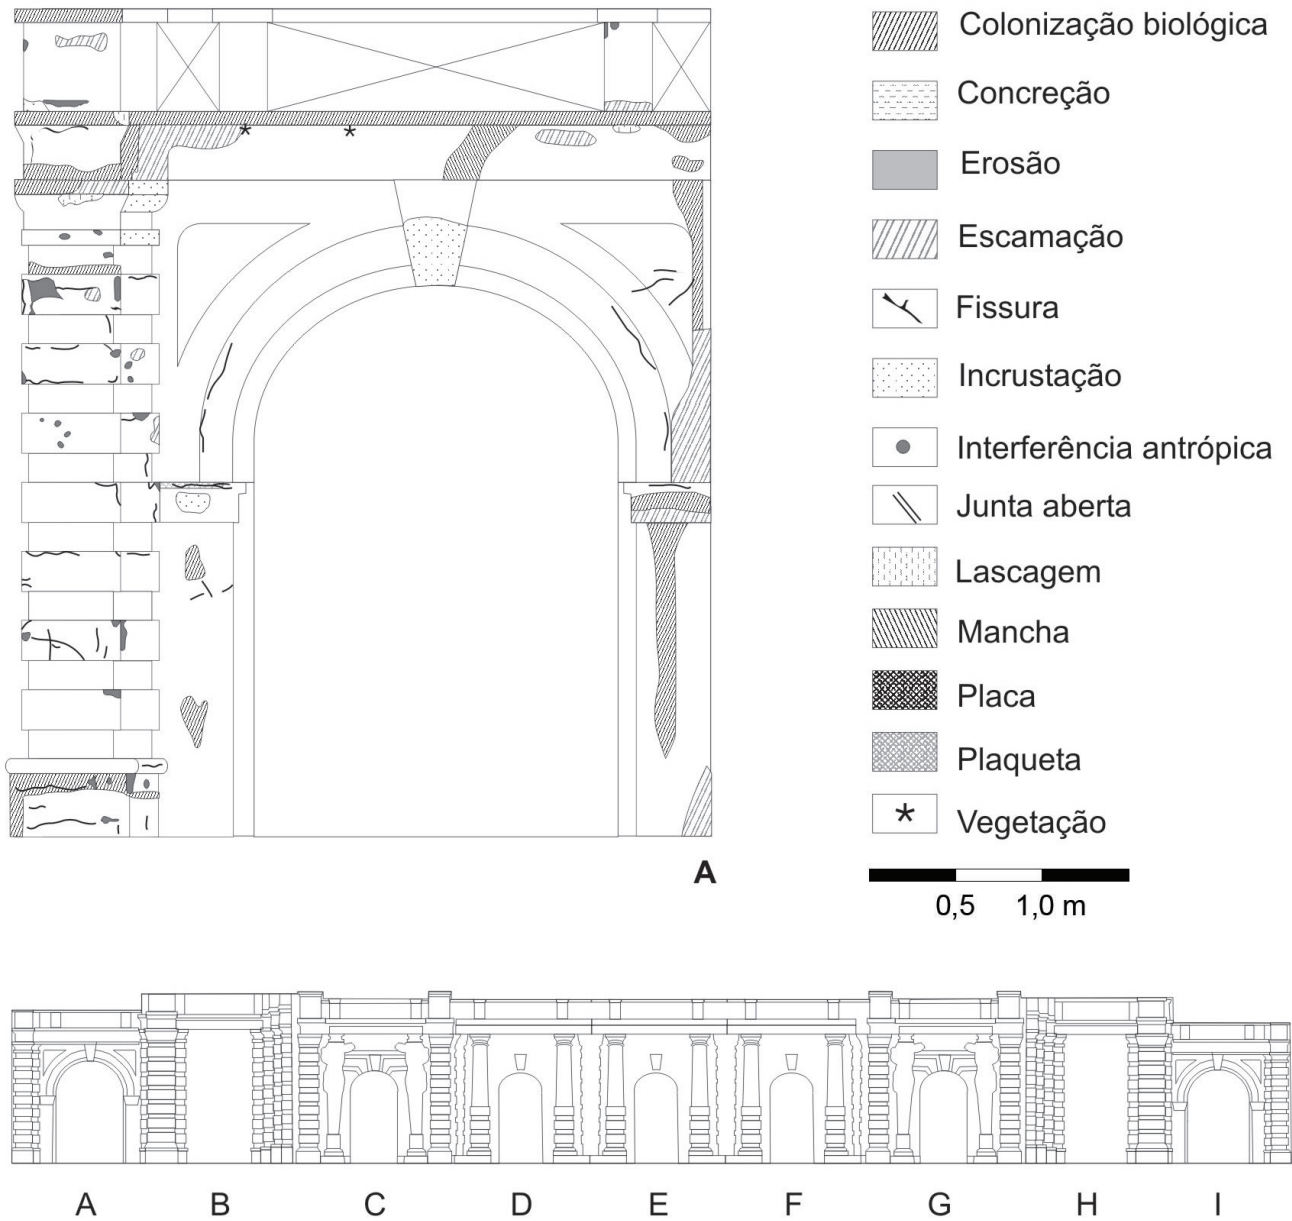 Colonização biológica
Concreção
Erosão
Escamação
Fissura
Incrustação
Interferência antrópica
Junta aberta
Lascagem
Mancha
Placa
Plaqueta
* Vegetação
A
0,5 1,0 m
A B C D E F G H I